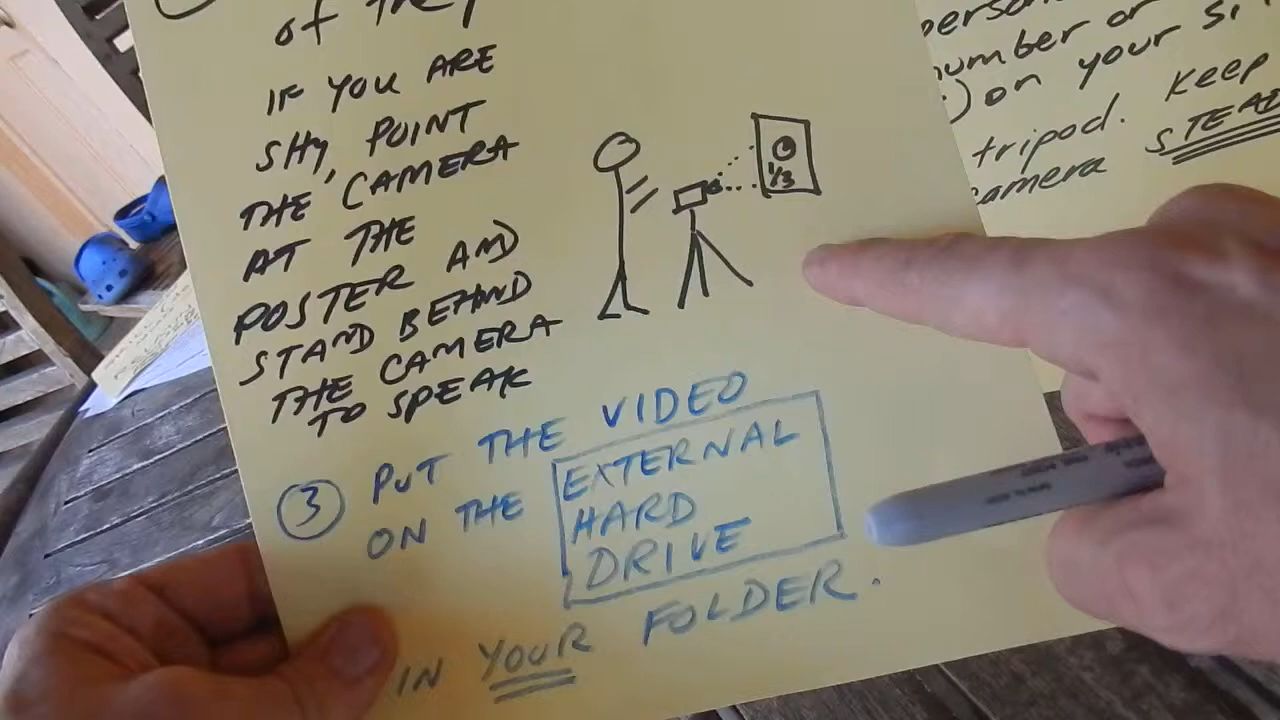 of the
IF YOU ARE
SHY, POINT
THE CAMERA
AT THE
POSTER AND
STAND BEHIND
THE CAMERA
TO SPEAK
1/3
③ PUT THE VIDEO
ON THE EXTERNAL
HARD
DRIVE
IN YOUR FOLDER.
number or
on your
tripod. Keep
camera